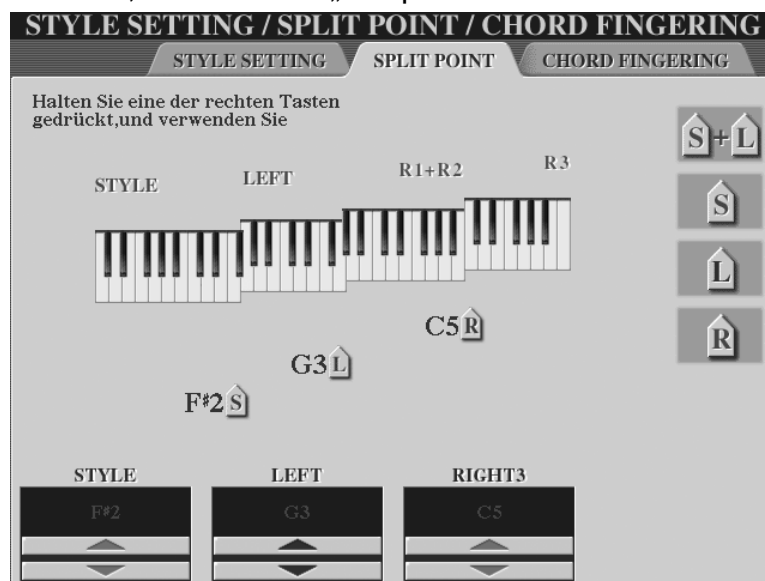 STYLE SETTING / SPLIT POINT / CHORD FINGERING
STYLE SETTING SPLIT POINT CHORD FINGERING
Halten Sie eine der rechten Tasten
gedrückt,und verwenden Sie
S+L
STYLE LEFT R1+R2 R3
S
L
C5 R
R
G3 L
F♯2 S
STYLE LEFT RIGHT3
F♯2 G3 C5